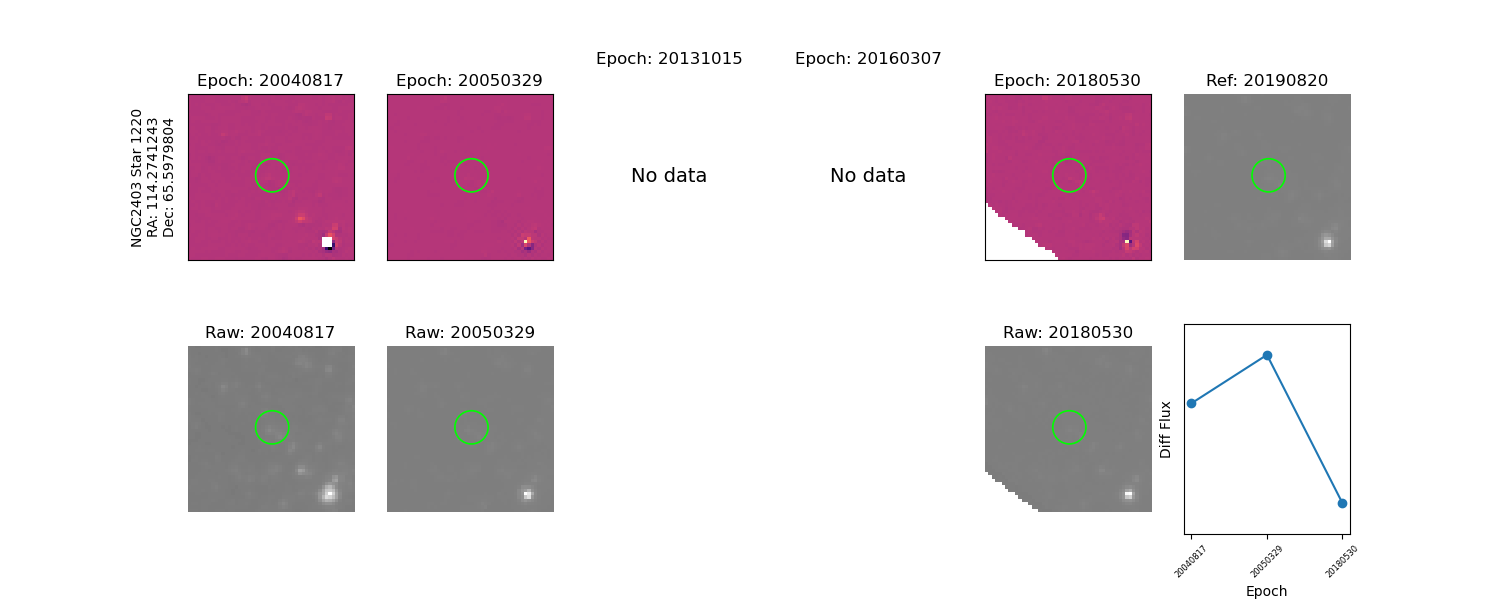 Epoch: 20131015
Epoch: 20160307
Epoch: 20040817
Epoch: 20050329
Epoch: 20180530
Ref: 20190820
NGC2403 Star 1220
RA: 114.2741243
Dec: 65.5979804
No data
No data
Raw: 20040817
Raw: 20050329
Raw: 20180530
Diff Flux
20040817
20050329
20180530
Epoch